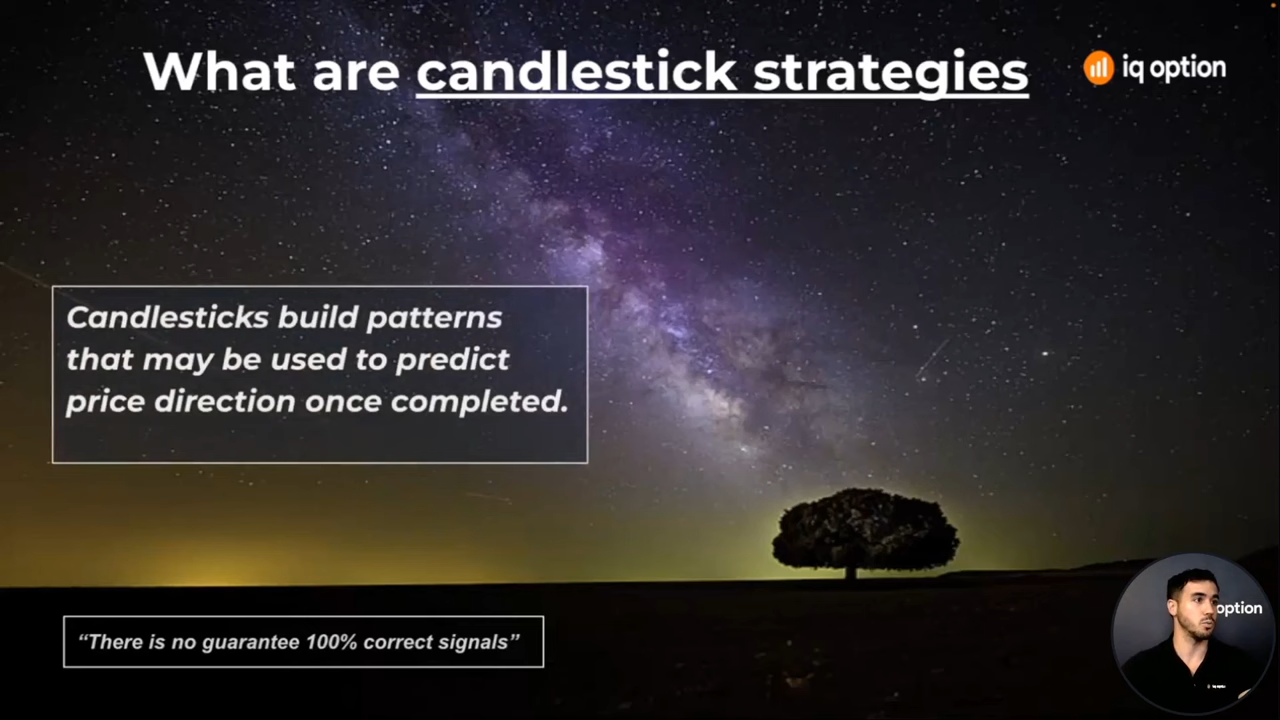 What are candlestick strategies
iq option
Candlesticks build patterns
that may be used to predict
price direction once completed.
“There is no guarantee 100% correct signals”
option